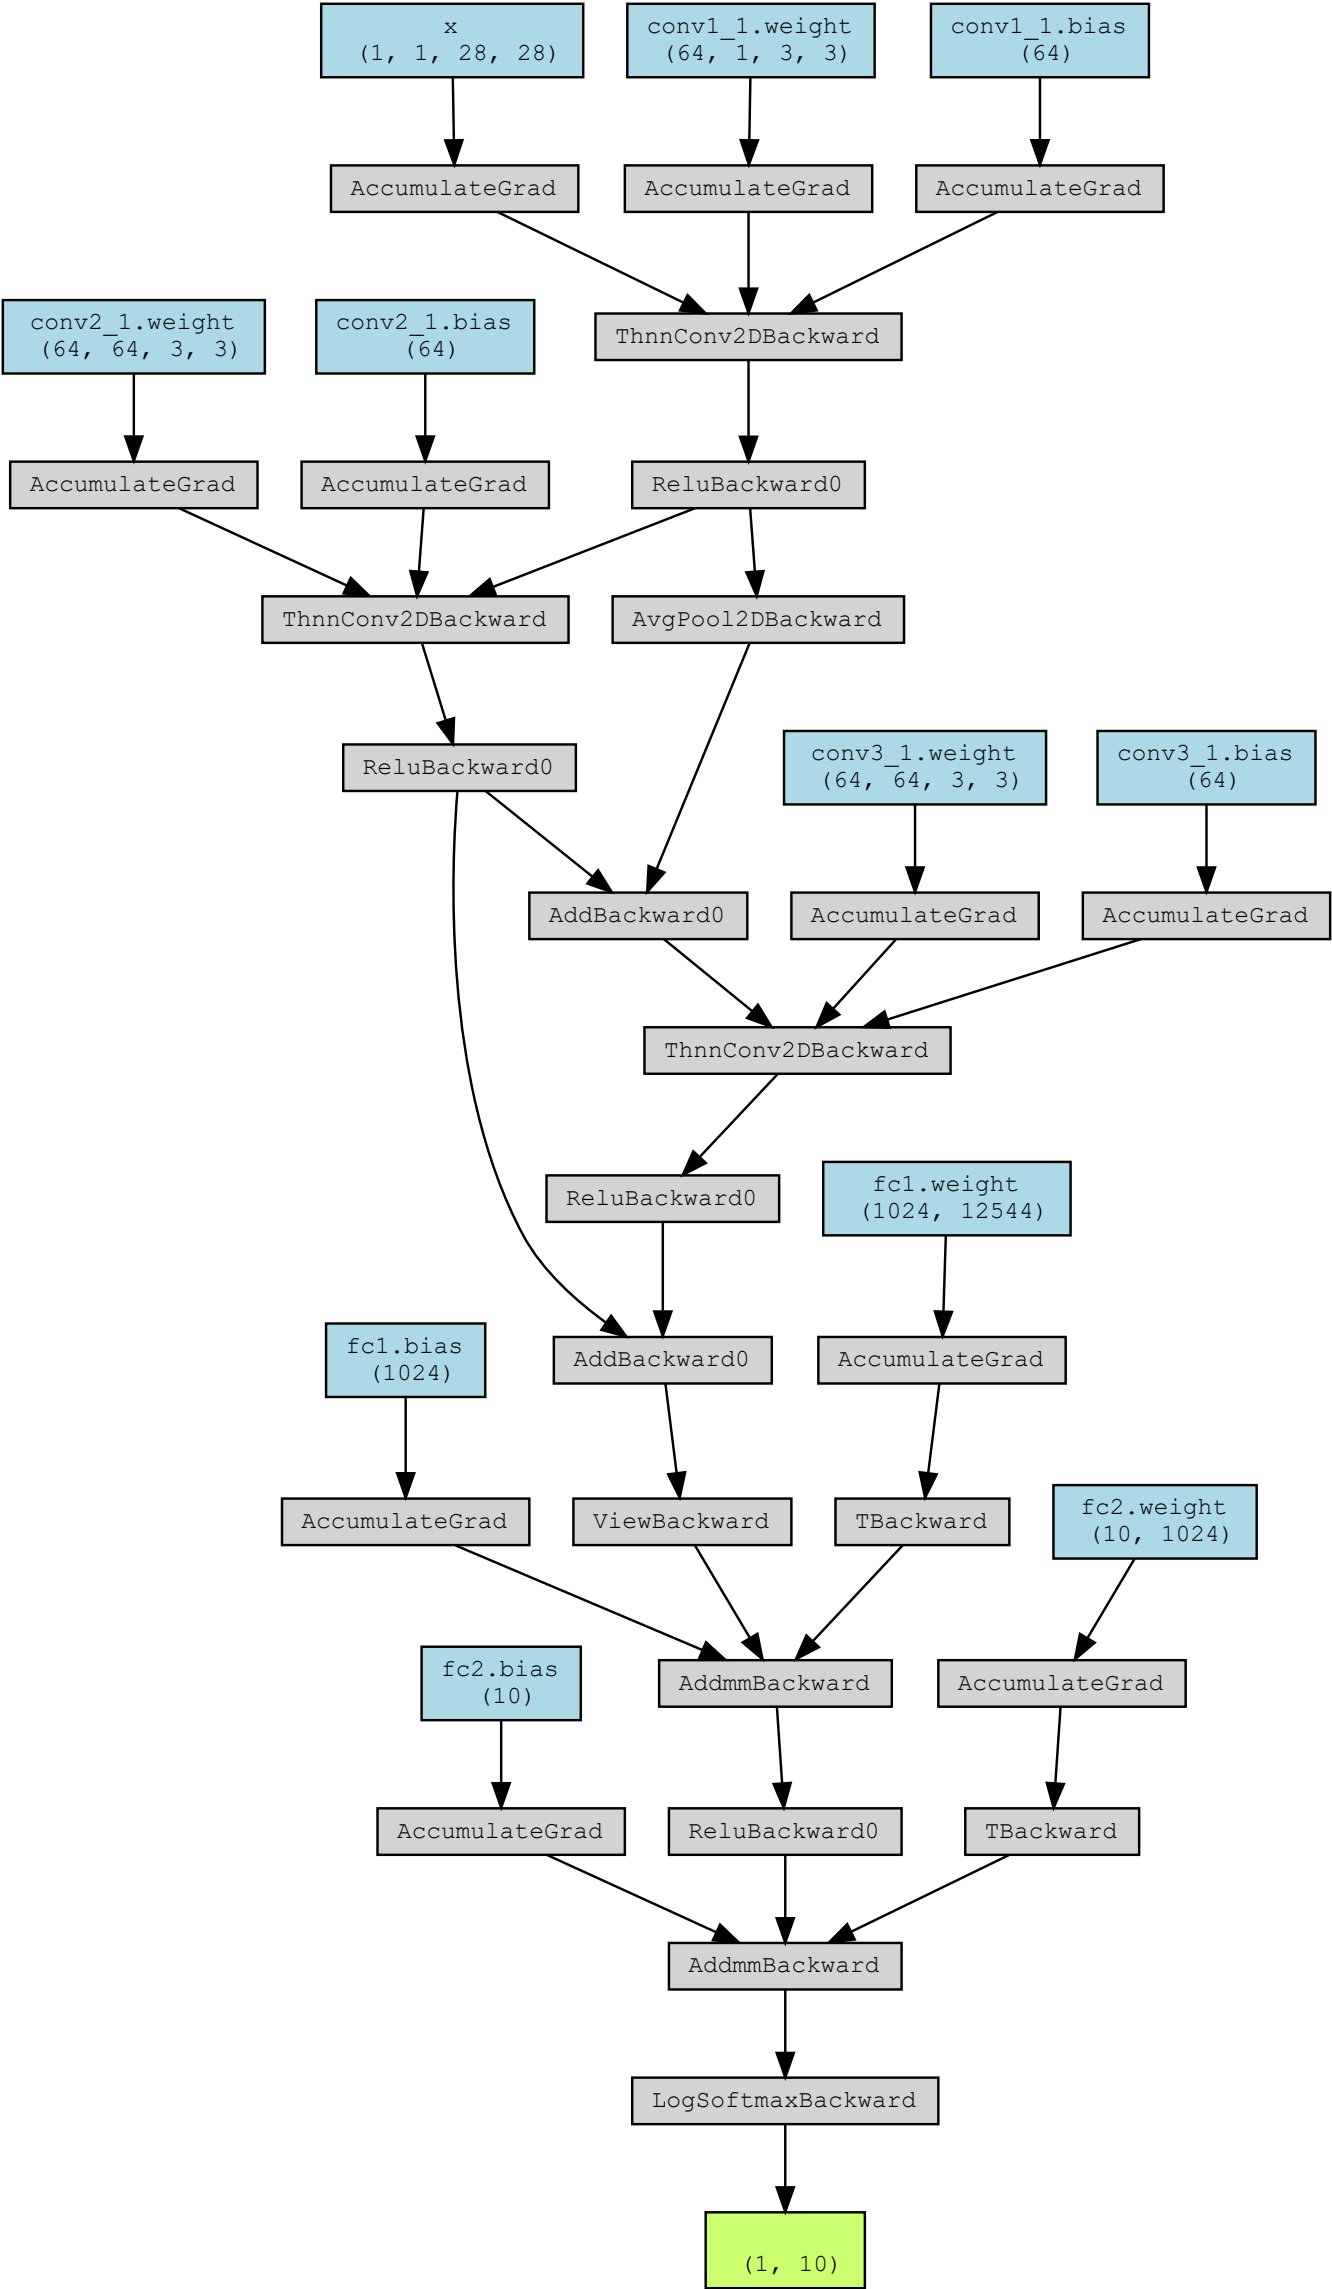 x
(1, 1, 28, 28)
conv1_1.weight
(64, 1, 3, 3)
conv1_1.bias
(64)
AccumulateGrad
AccumulateGrad
AccumulateGrad
conv2_1.weight
(64, 64, 3, 3)
conv2_1.bias
(64)
ThnnConv2DBackward
AccumulateGrad
AccumulateGrad
ReluBackward0
ThnnConv2DBackward
AvgPool2DBackward
ReluBackward0
conv3_1.weight
(64, 64, 3, 3)
conv3_1.bias
(64)
AddBackward0
AccumulateGrad
AccumulateGrad
ThnnConv2DBackward
ReluBackward0
fc1.weight
(1024, 12544)
fc1.bias
(1024)
AddBackward0
AccumulateGrad
AccumulateGrad
ViewBackward
TBackward
fc2.weight
(10, 1024)
fc2.bias
(10)
AddmmBackward
AccumulateGrad
AccumulateGrad
ReluBackward0
TBackward
AddmmBackward
LogSoftmaxBackward
(1, 10)